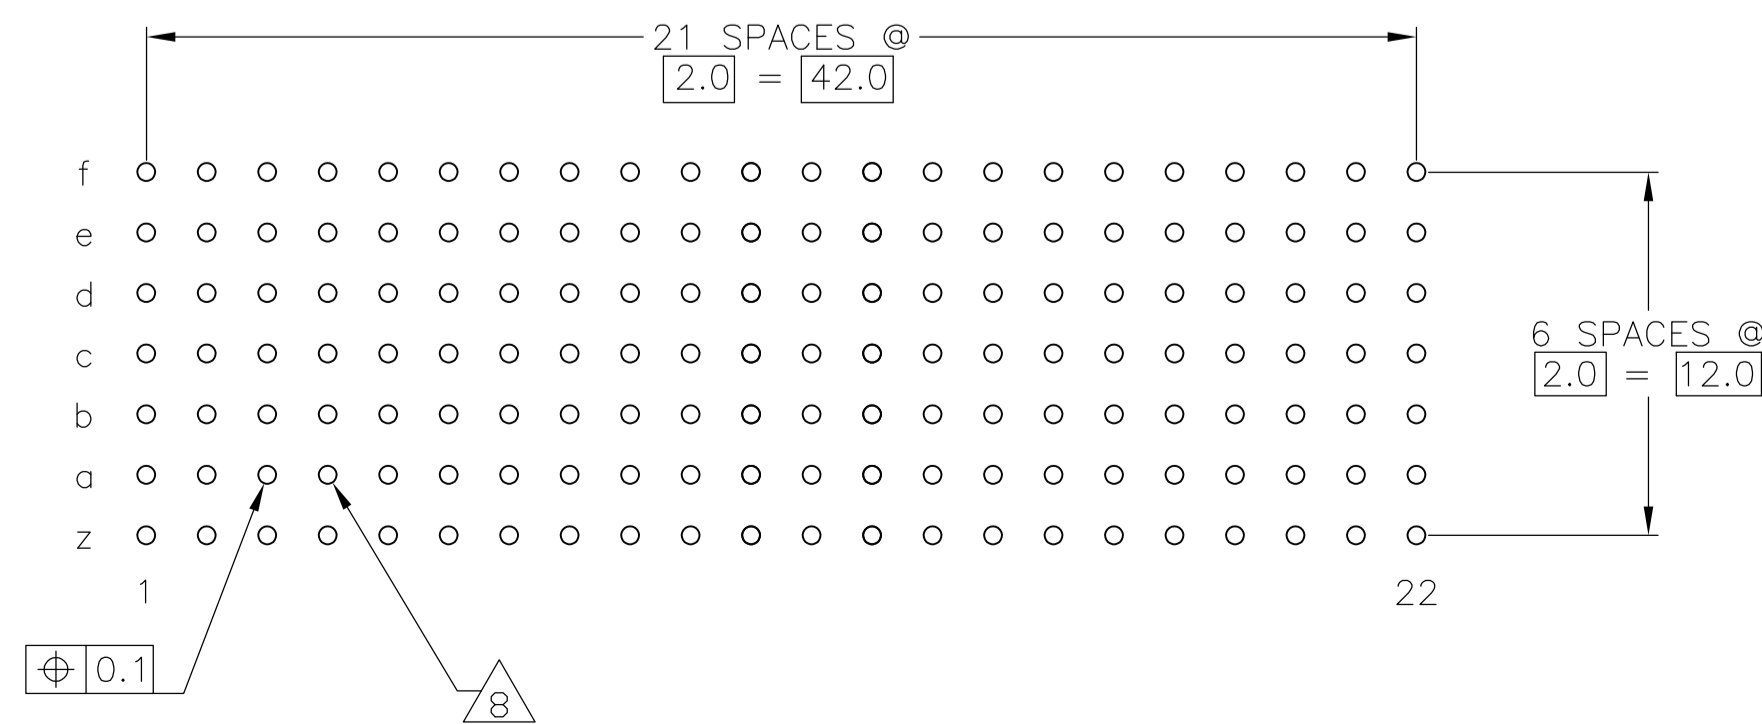 21 SPACES @
2.0 = 42.0
f
e
d
c
6 SPACES @
2.0 = 12.0
b
a
z
1
22
⌖ 0.1
8